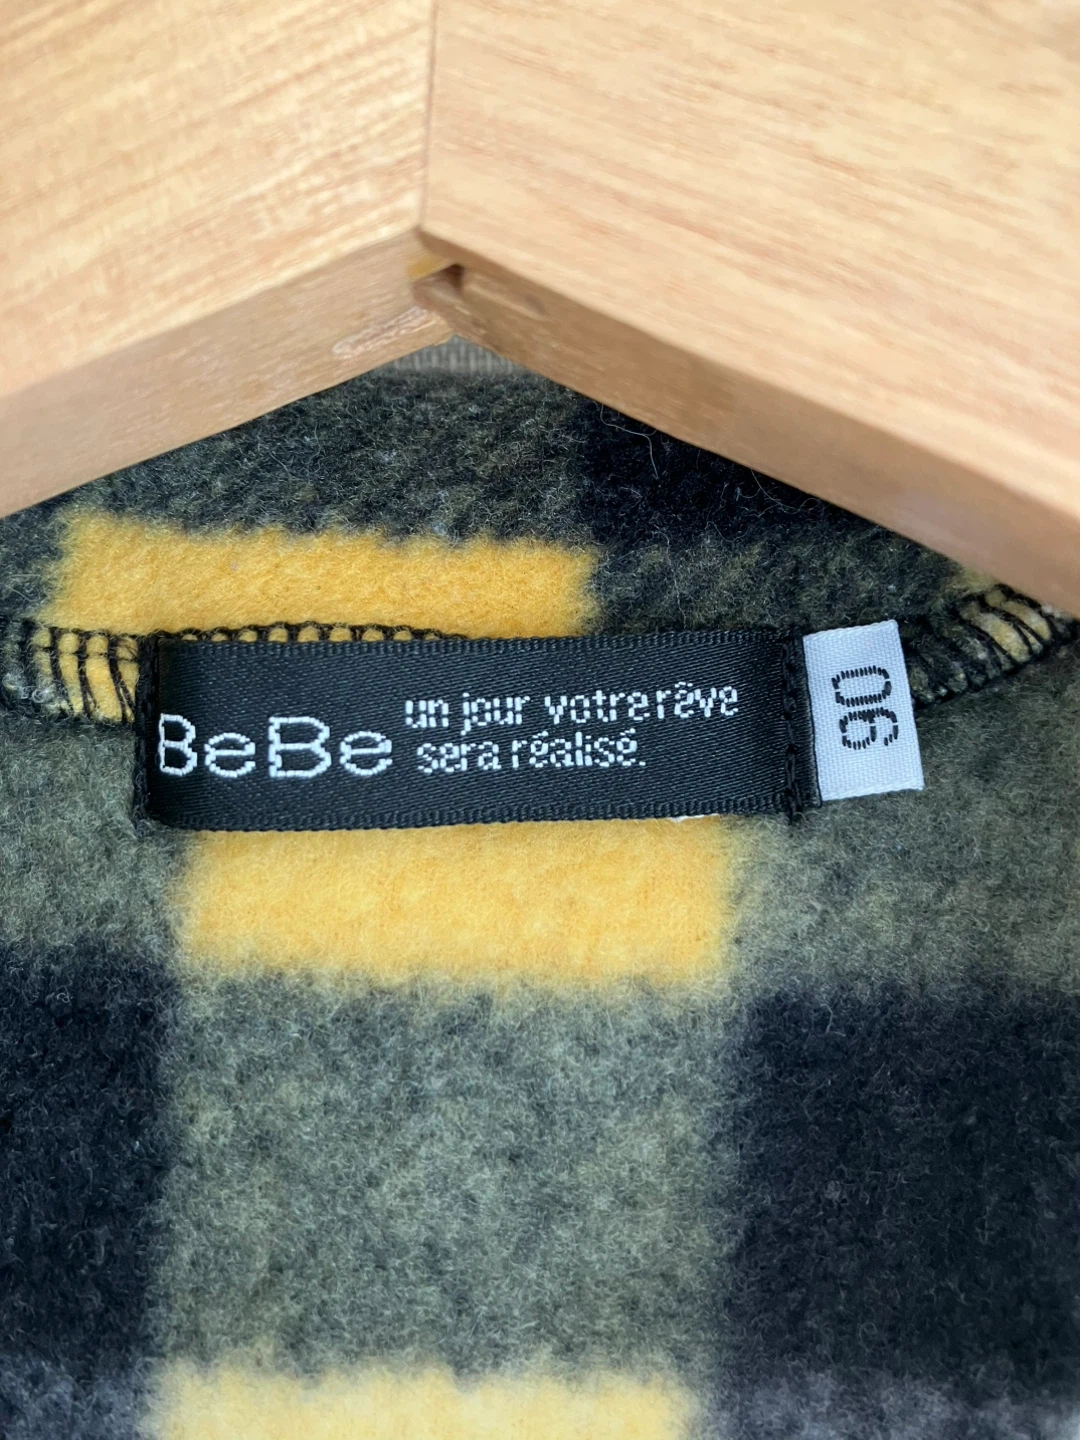 BeBe
un jour votre rêve
sera réalisé.
90